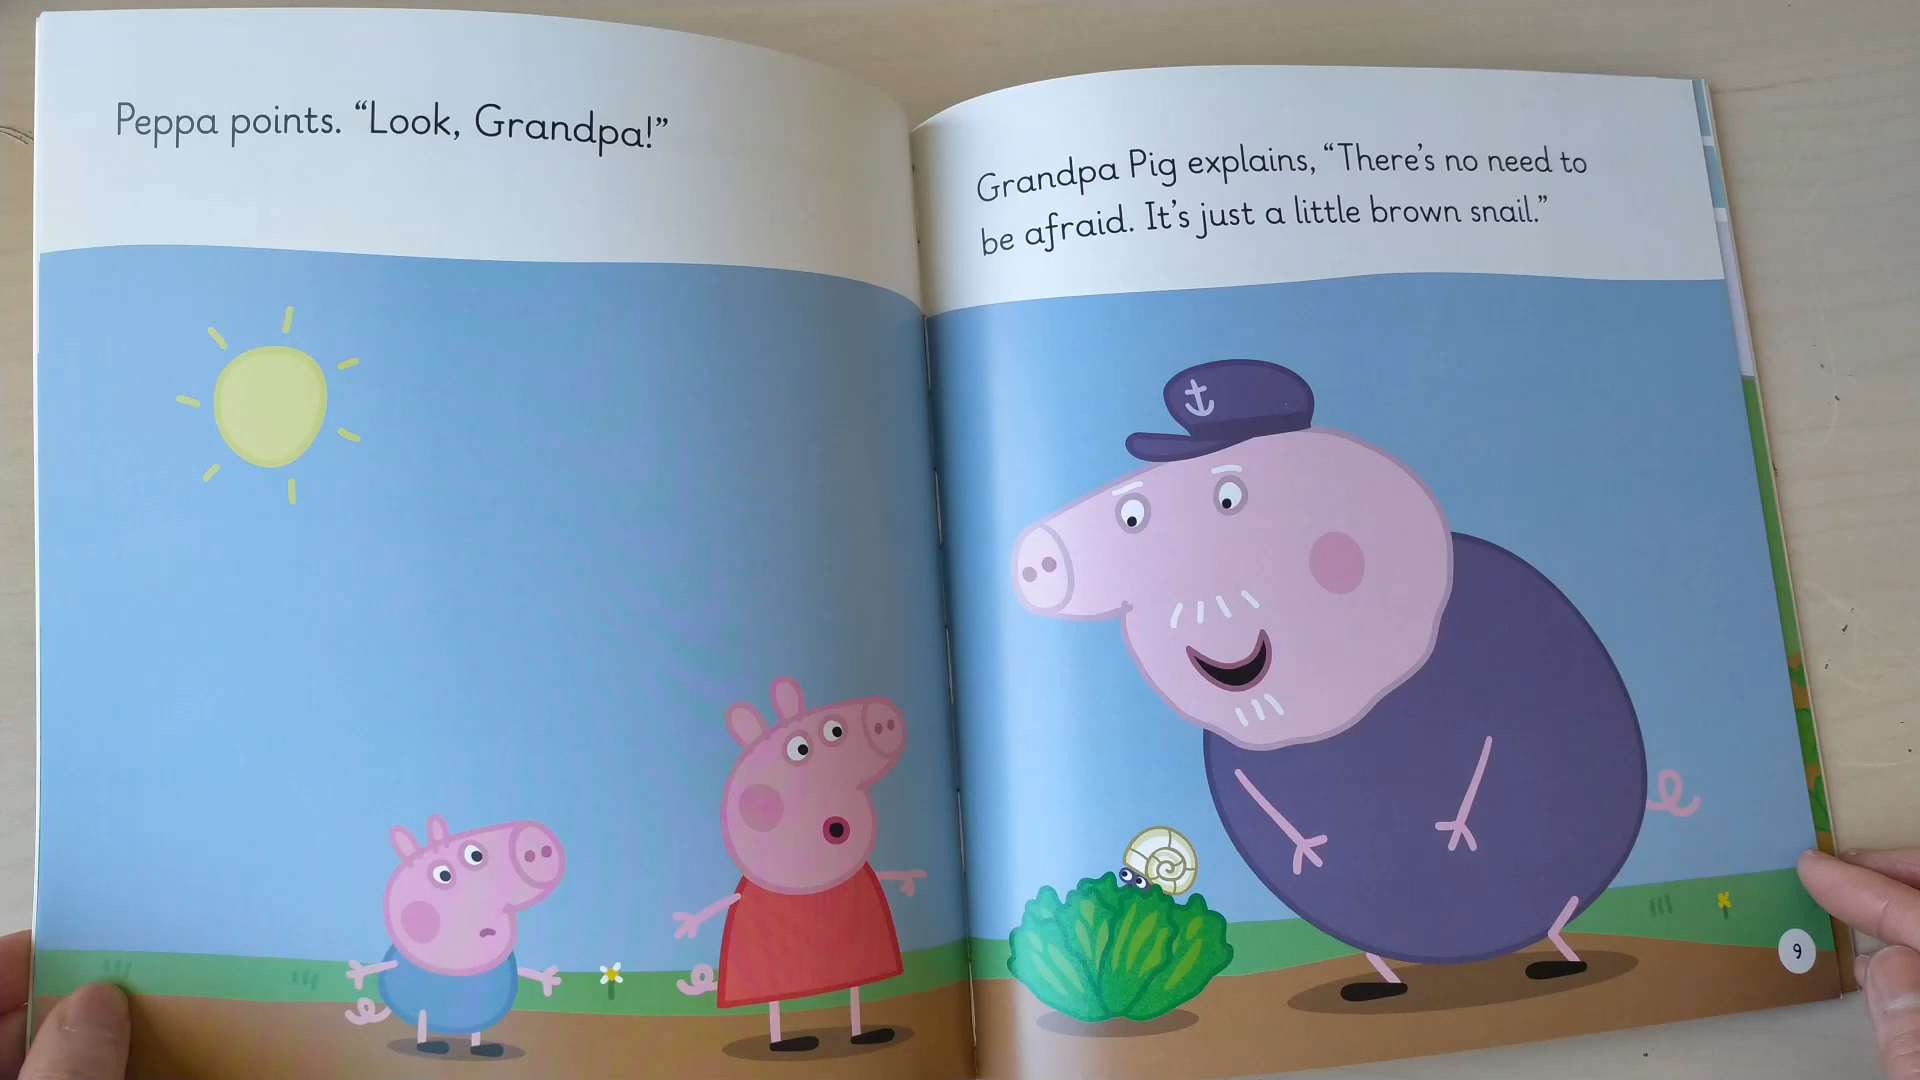 Peppa points. “Look, Grandpa!”
Grandpa Pig explains, “There’s no need to
be afraid. It’s just a little brown snail.”
9